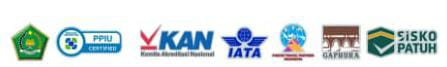 PPIU
CERTIFIED
KAN
Komite Akreditasi Nasional
IATA
GAPHURA
SISKO
PATUH